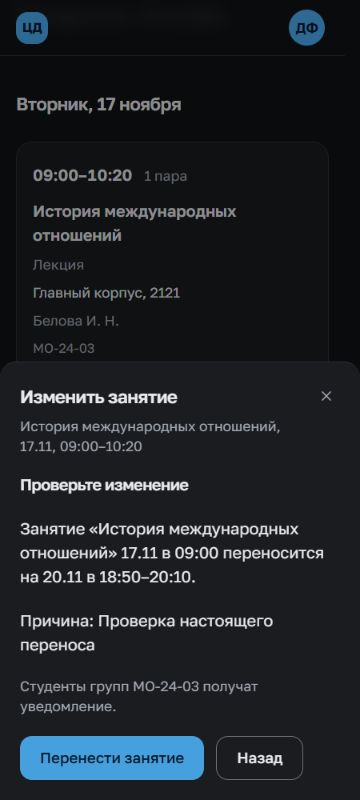 ЦД
ДФ
Вторник, 17 ноября
09:00–10:20 1 пара
История международных
отношений
Лекция
Главный корпус, 2121
Белова И. Н.
МО-24-03
Изменить занятие
История международных отношений,
17.11, 09:00–10:20
Проверьте изменение
Занятие «История международных
отношений» 17.11 в 09:00 переносится
на 20.11 в 18:50–20:10.
Причина: Проверка настоящего
переноса
Студенты групп МО-24-03 получат
уведомление.
Перенести занятие
Назад